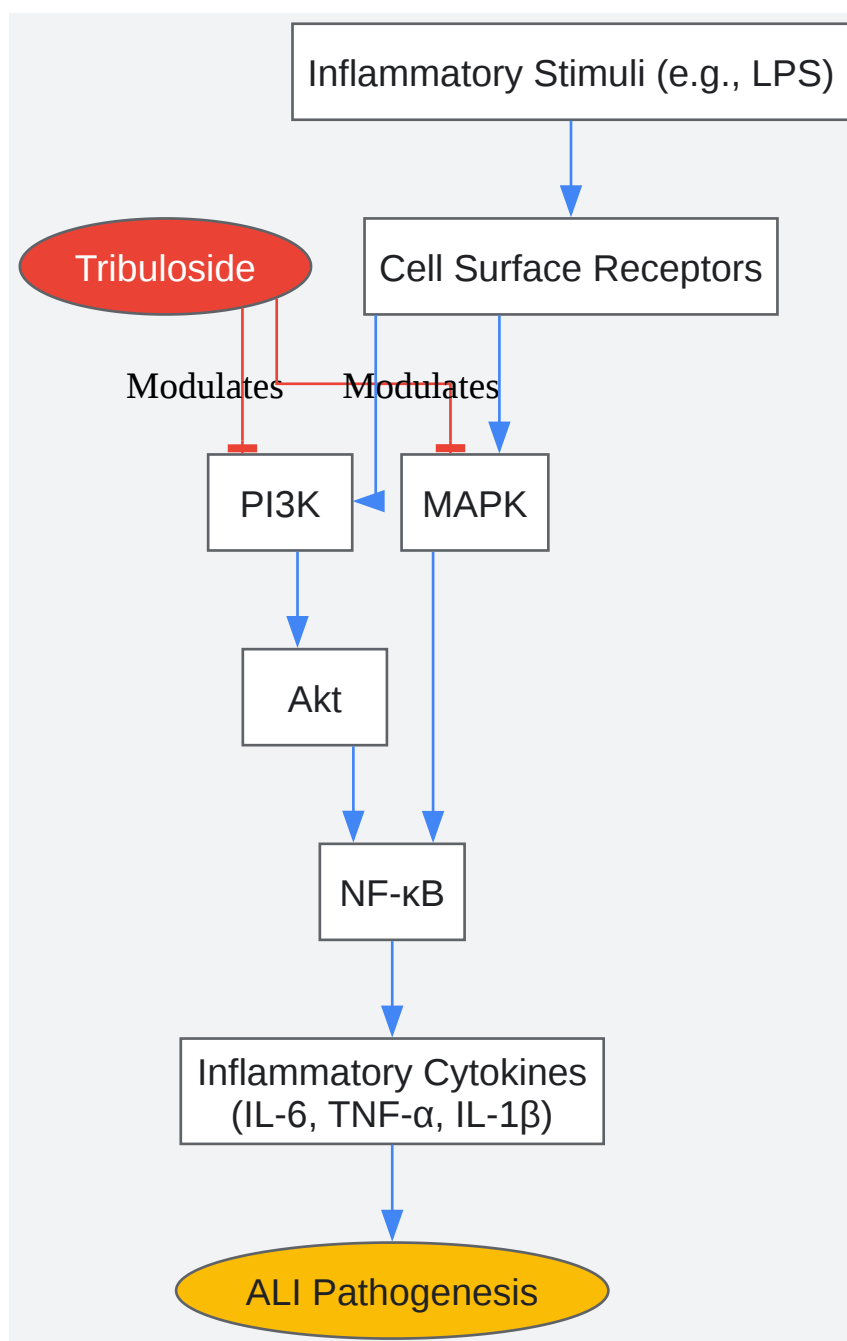 Inflammatory Stimuli (e.g., LPS)
Tribuloside
Cell Surface Receptors
Modulates
Modulates
PI3K
MAPK
Akt
NF-κB
Inflammatory Cytokines
(IL-6, TNF-α, IL-1β)
ALI Pathogenesis